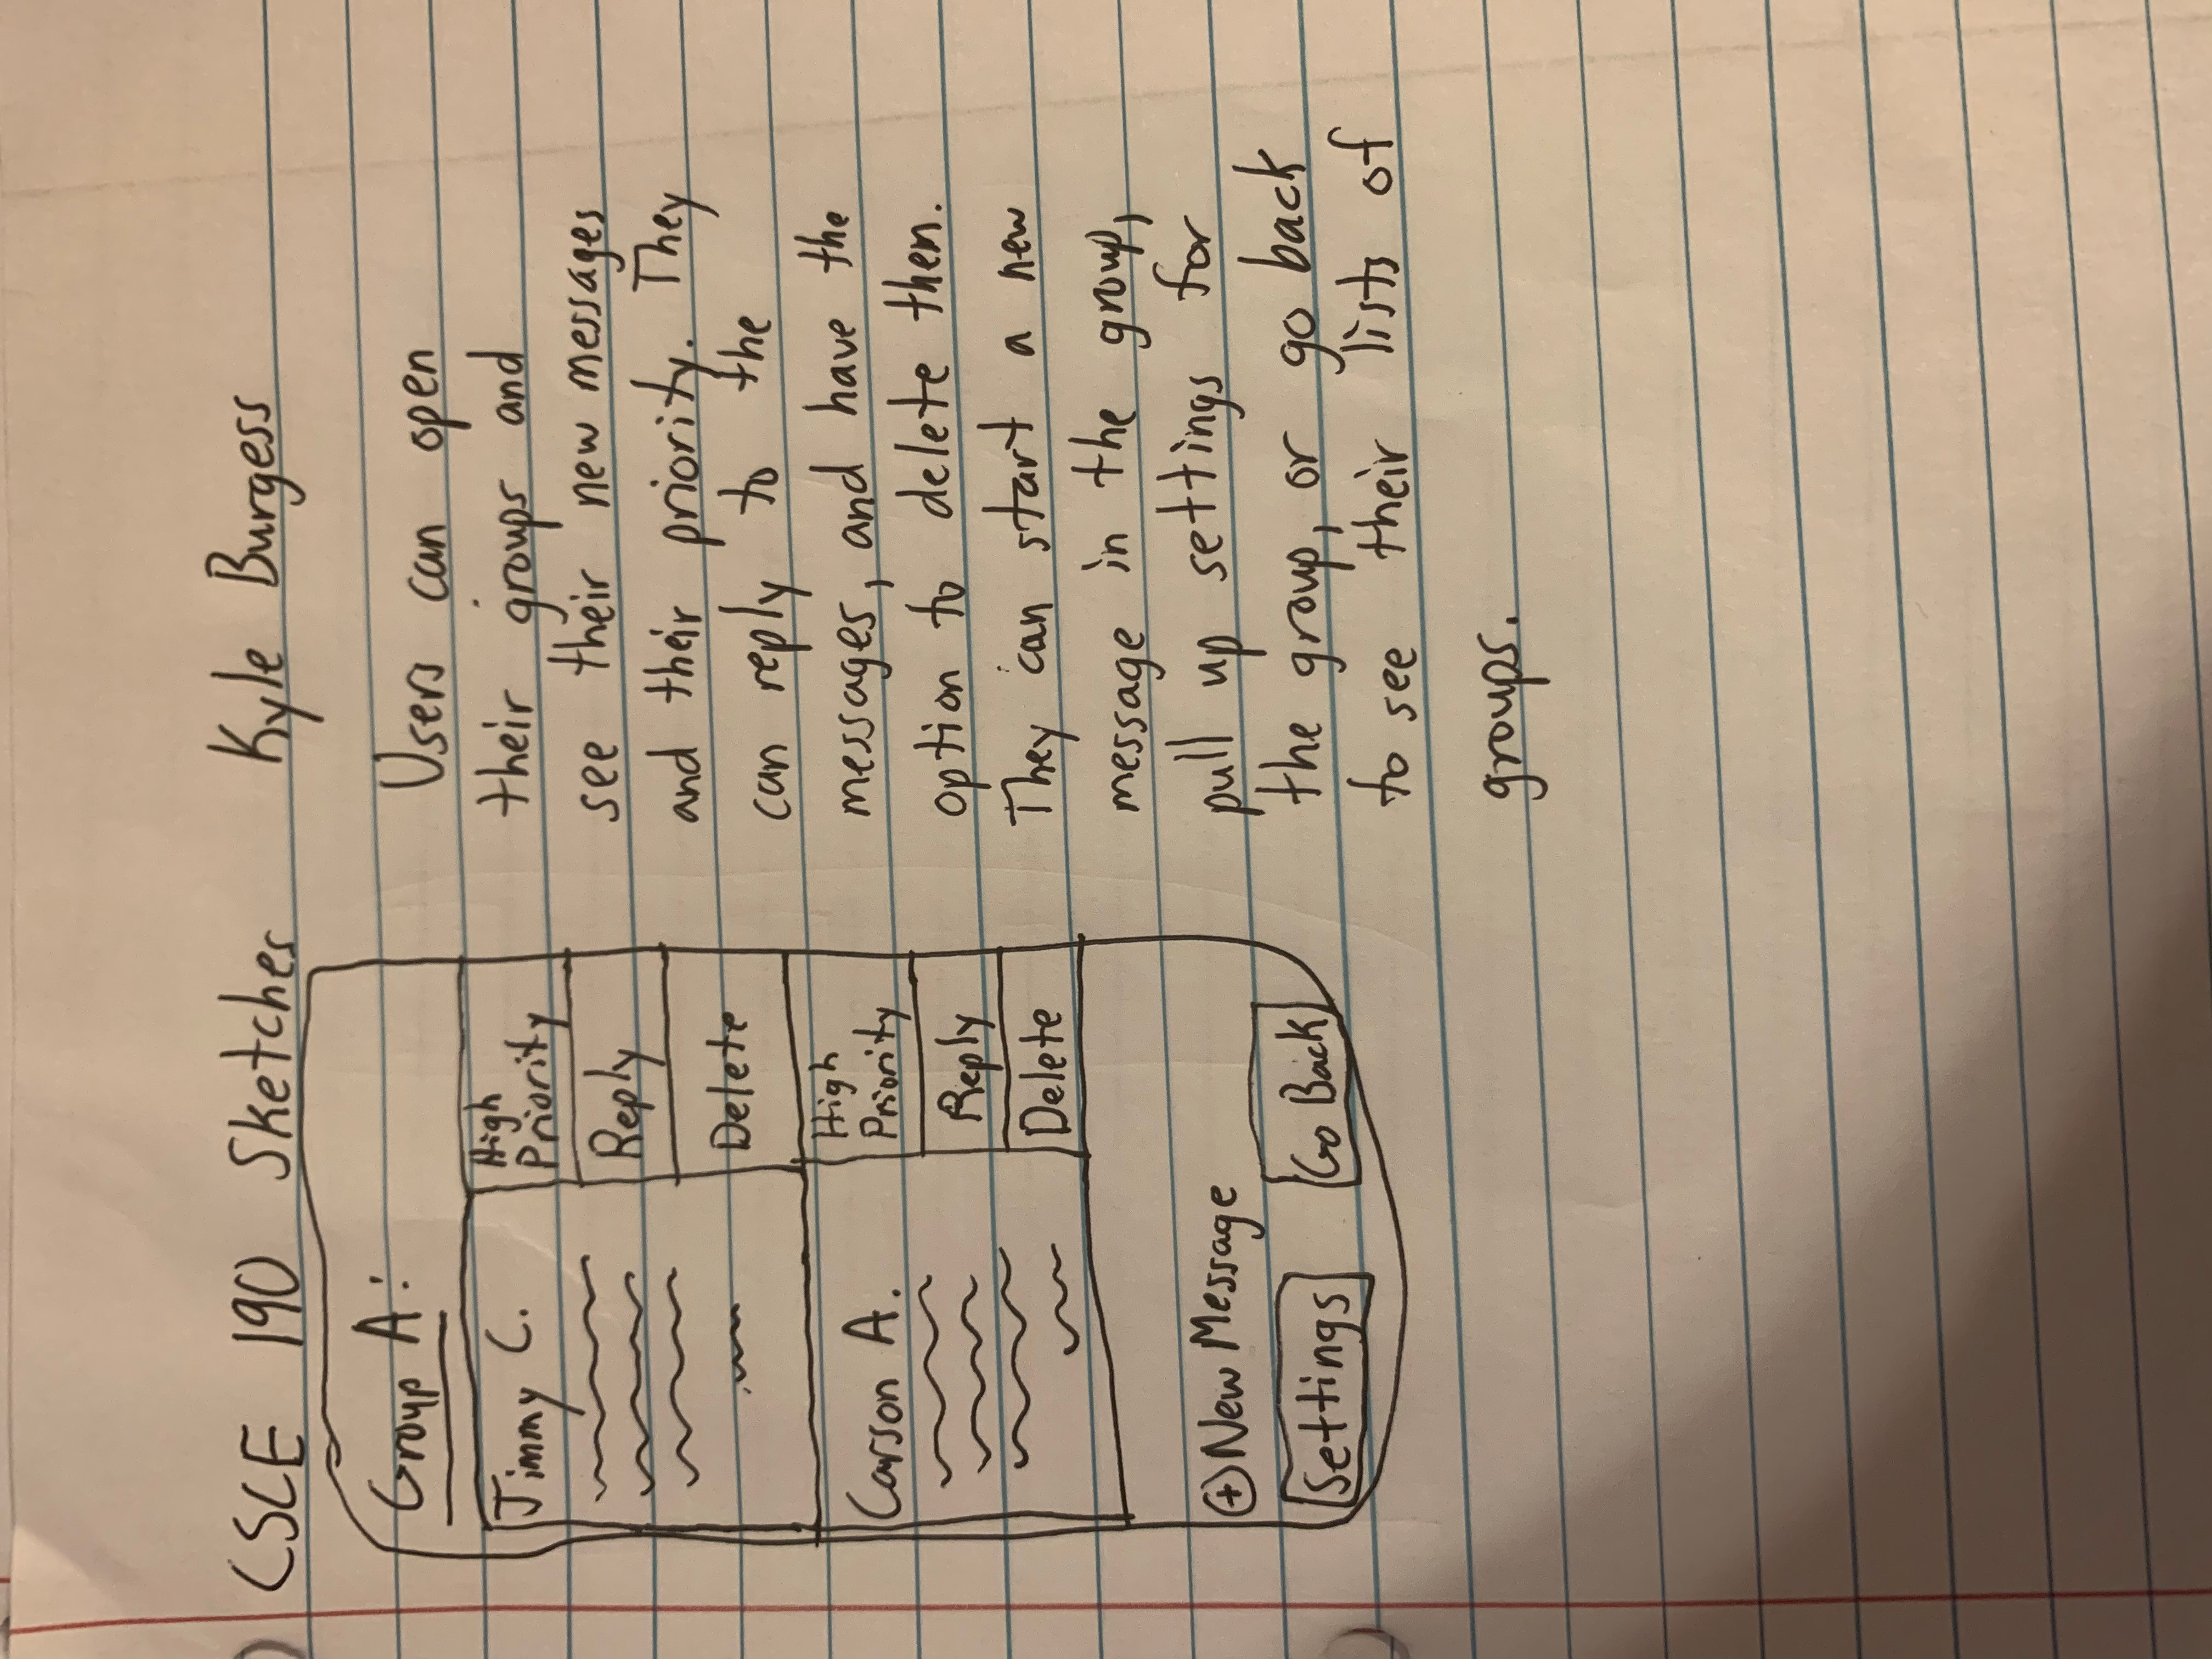 CSCE 190 Sketches Kyle Burgess
Group A:
Jimmy C.
High
Priority
Reply
Delete
Carson A.
High
Priority
Reply
Delete
+ New Message
Settings
Go Back
Users can open
their groups and
see their new messages
and their priority. They
can reply to the
messages, and have the
option to delete them.
They can start a new
message in the group,
pull up settings for
the group, or go back
to see their lists of
groups.